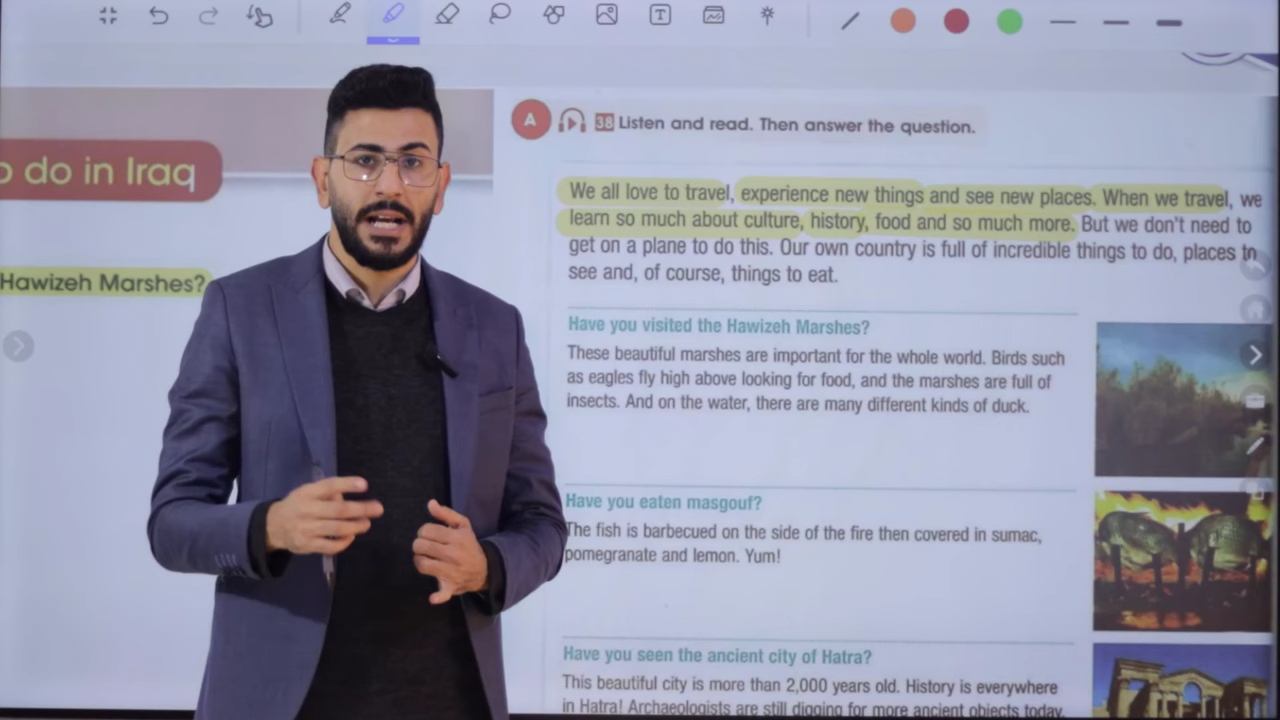 o do in Iraq
Hawizeh Marshes?
A 38 Listen and read. Then answer the question.
We all love to travel, experience new things and see new places. When we travel, we
learn so much about culture, history, food and so much more. But we don't need to
get on a plane to do this. Our own country is full of incredible things to do, places to
see and, of course, things to eat.
Have you visited the Hawizeh Marshes?
These beautiful marshes are important for the whole world. Birds such
as eagles fly high above looking for food, and the marshes are full of
insects. And on the water, there are many different kinds of duck.
Have you eaten masgouf?
The fish is barbecued on the side of the fire then covered in sumac,
pomegranate and lemon. Yum!
Have you seen the ancient city of Hatra?
This beautiful city is more than 2,000 years old. History is everywhere
in Hatra! Archaeologists are still digging for more ancient objects today.